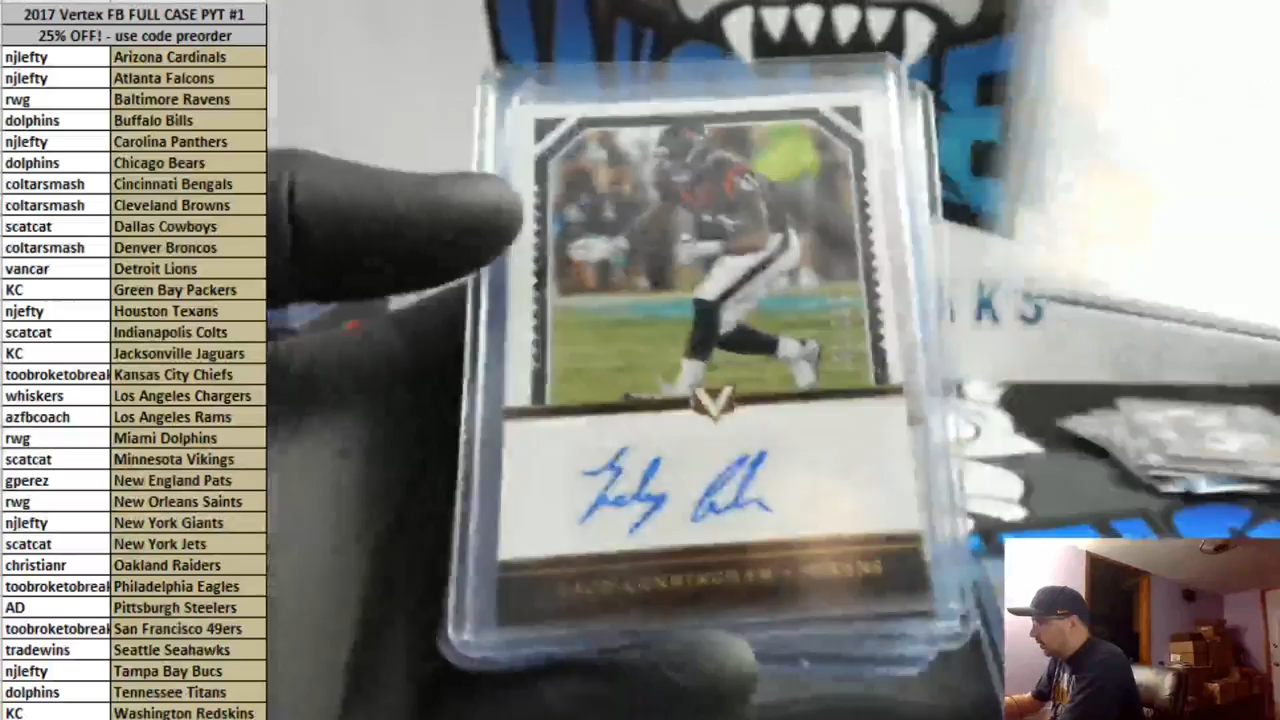 2017 Vertex FB FULL CASE PYT #1
25% OFF! - use code preorder
njlefty Arizona Cardinals
njlefty Atlanta Falcons
rwg Baltimore Ravens
dolphins Buffalo Bills
njlefty Carolina Panthers
dolphins Chicago Bears
coltarsmash Cincinnati Bengals
coltarsmash Cleveland Browns
scatcat Dallas Cowboys
coltarsmash Denver Broncos
vancar Detroit Lions
KC Green Bay Packers
njefty Houston Texans
scatcat Indianapolis Colts
KC Jacksonville Jaguars
toobroketobreak Kansas City Chiefs
whiskers Los Angeles Chargers
azfbcoach Los Angeles Rams
rwg Miami Dolphins
scatcat Minnesota Vikings
gperez New England Pats
rwg New Orleans Saints
njlefty New York Giants
scatcat New York Jets
christianr Oakland Raiders
toobroketobreak Philadelphia Eagles
AD Pittsburgh Steelers
toobroketobreak San Francisco 49ers
tradewins Seattle Seahawks
njlefty Tampa Bay Bucs
dolphins Tennessee Titans
KC Washington Redskins
V